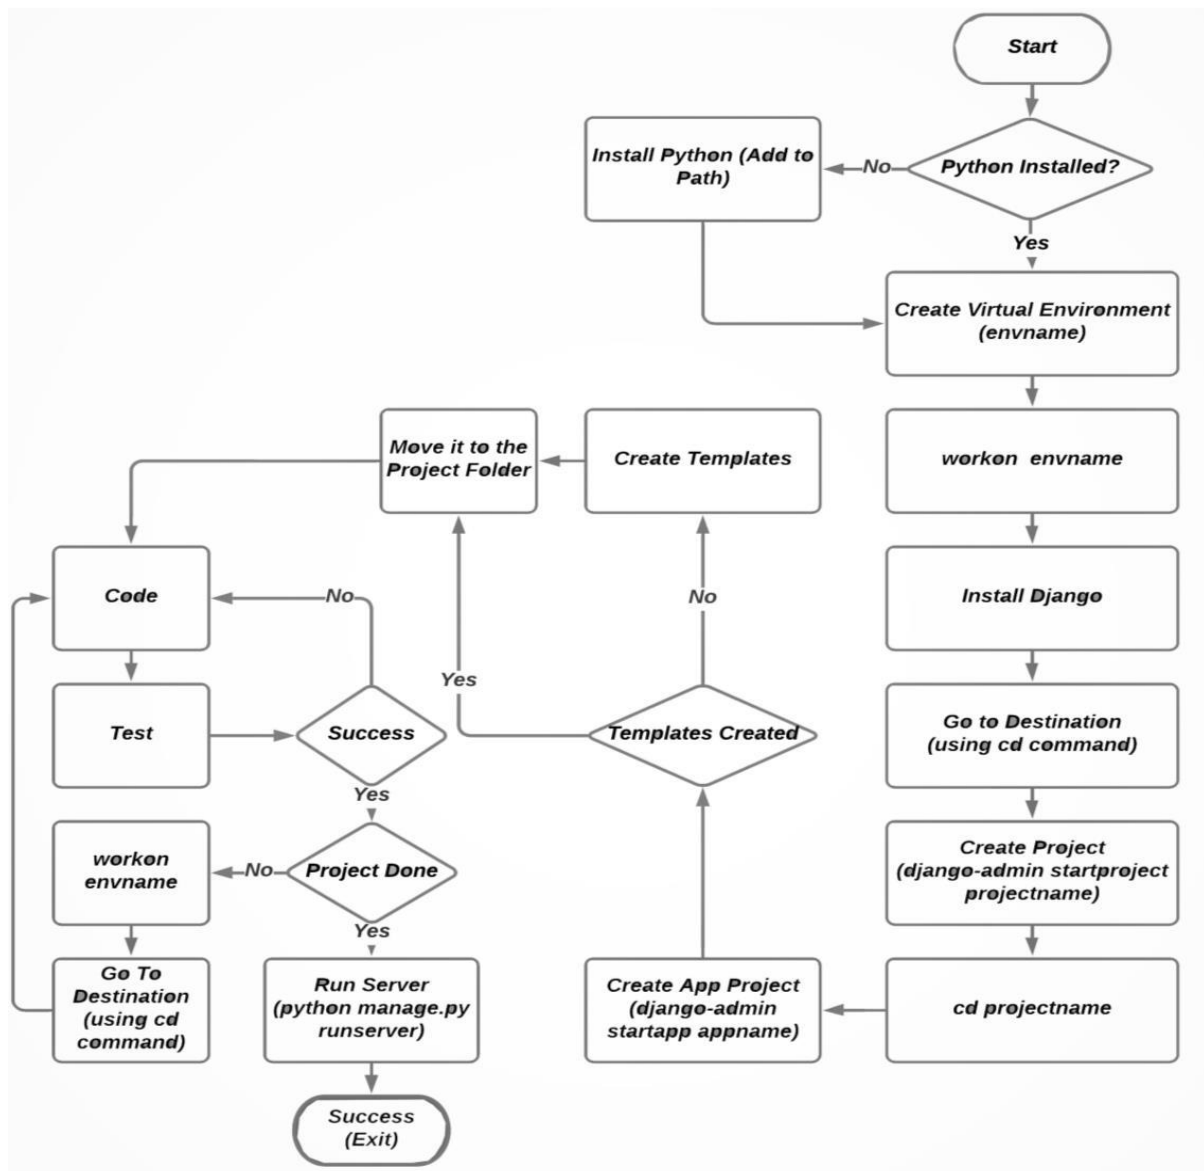 Start
Python Installed?
No
Install Python (Add to
Path)
Yes
Create Virtual Environment
(envname)
workon envname
Install Django
Go to Destination
(using cd command)
Create Project
(django-admin startproject
projectname)
cd projectname
Create App Project
(django-admin
startapp appname)
Templates Created
No
Create Templates
Yes
Move it to the
Project Folder
Code
Test
Success
No
Yes
Project Done
No
workon
envname
Go To
Destination
(using cd
command)
Yes
Run Server
(python manage.py
runserver)
Success
(Exit)